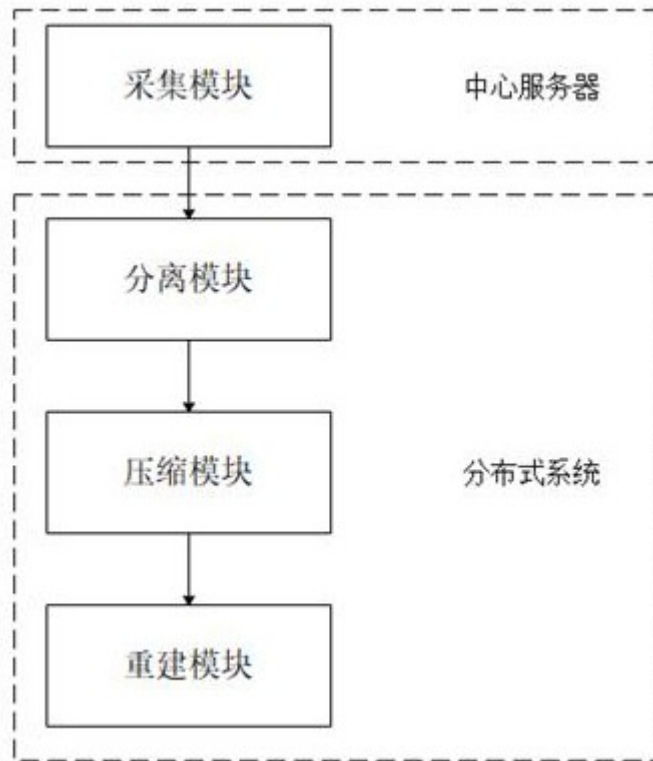 采集模块
中心服务器
分离模块
压缩模块
分布式系统
重建模块